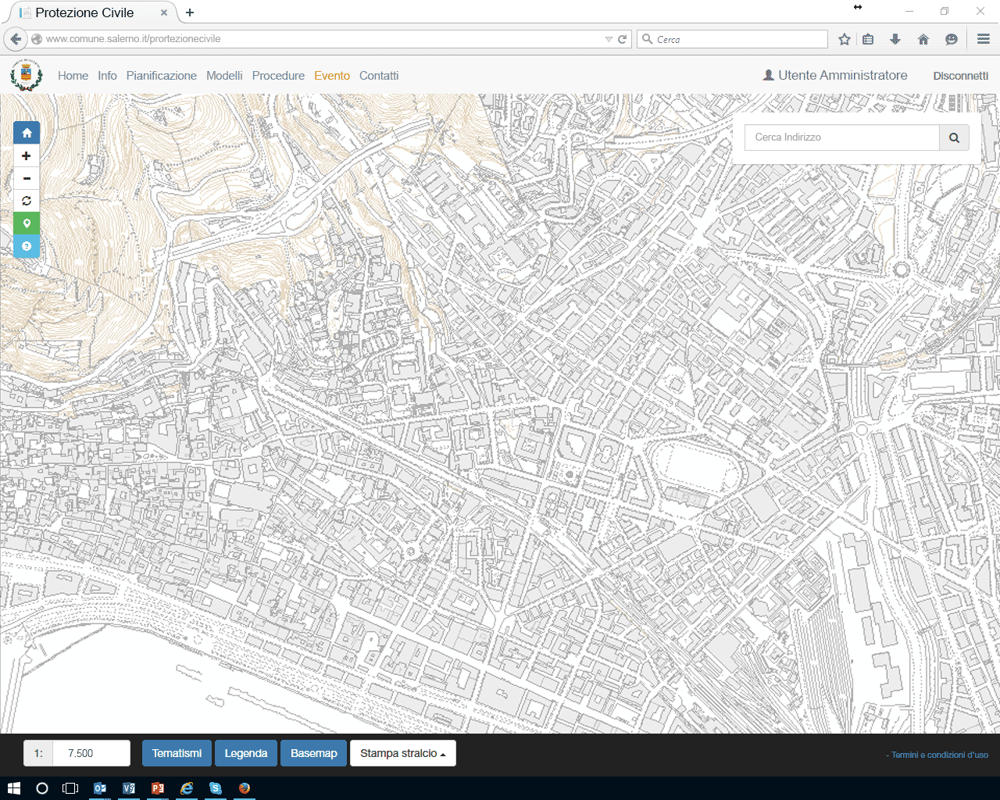 Protezione Civile
www.comune.salerno.it/prortezionecivile
Cerca
Home Info Pianificazione Modelli Procedure Evento Contatti
Utente Amministratore Disconnetti
Cerca Indirizzo
1: 7.500 Tematismi Legenda Basemap Stampa stralcio
- Termini e condizioni d'uso